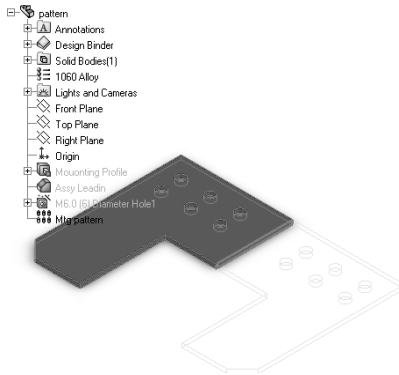 pattern
Annotations
Design Binder
Solid Bodies(1)
1060 Alloy
Lights and Cameras
Front Plane
Top Plane
Right Plane
Origin
Mouonting Profile
Assy Leadin
M6.0 (6) Diameter Hole1
Mtg pattern